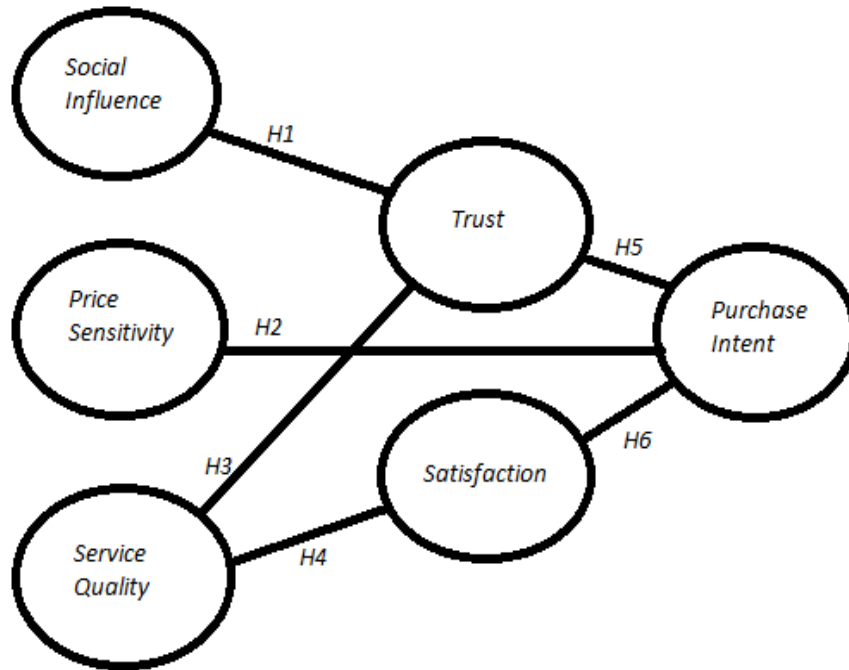 Social
Influence
H1
Trust
H5
Price
Sensitivity
H2
Purchase
Intent
H3
Satisfaction
H6
Service
Quality
H4